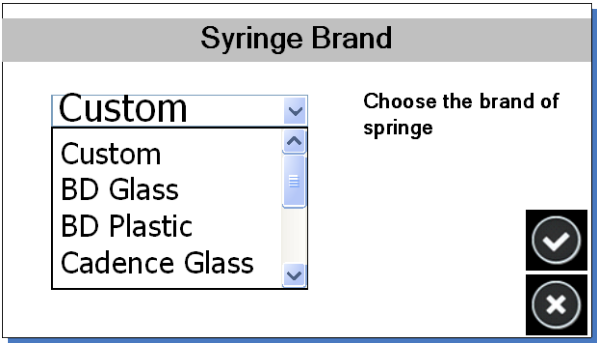 Syringe Brand
Custom
Custom
BD Glass
BD Plastic
Cadence Glass
Choose the brand of
springe